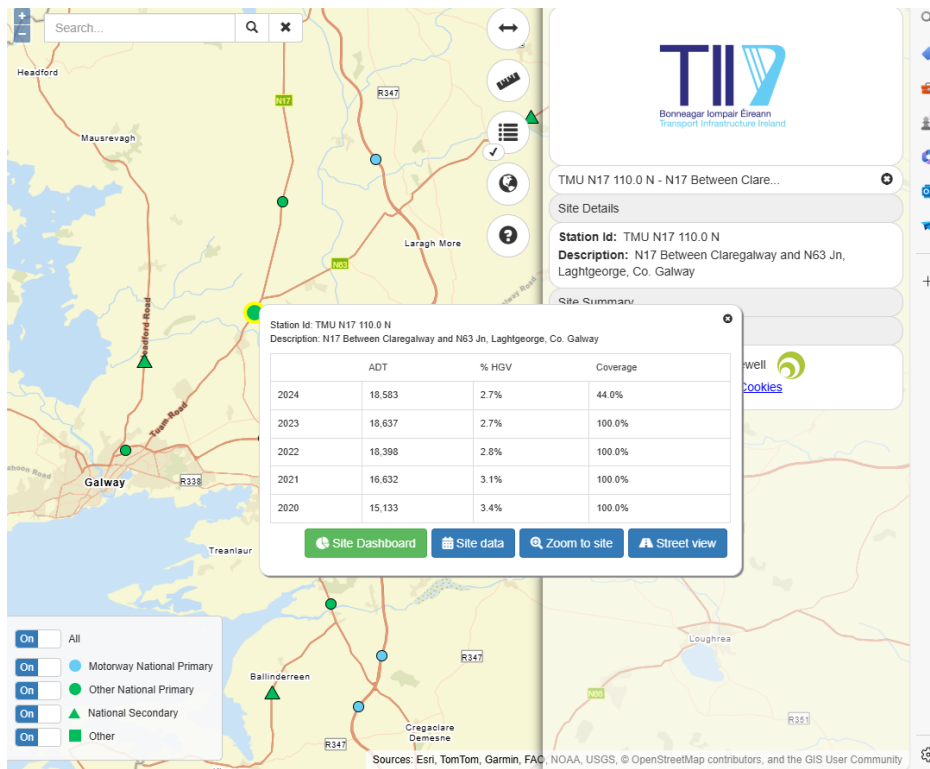 +
Search...
−
Headford
N17
R347
Mausrevagh
Laragh More
N63
Headford Road
Tuam Road
Galway
R338
Treanlaur
Bonneagar Iompair Éireann
Transport Infrastructure Ireland
TMU N17 110.0 N - N17 Between Clare...
Site Details
Station Id: TMU N17 110.0 N
Description: N17 Between Claregalway and N63 Jn,
Laghtgeorge, Co. Galway
Site Summary
Cookies
Station Id: TMU N17 110.0 N
Description: N17 Between Claregalway and N63 Jn, Laghtgeorge, Co. Galway
ADT % HGV Coverage
2024 18,583 2.7% 44.0%
2023 18,637 2.7% 100.0%
2022 18,398 2.8% 100.0%
2021 16,632 3.1% 100.0%
2020 15,133 3.4% 100.0%
Site Dashboard Site data Zoom to site Street view
On All
On Motorway National Primary
On Other National Primary
On National Secondary
On Other
Ballinderreen
R347
Loughrea
N66
R351
Cregaclare
Demesne
R347
Sources: Esri, TomTom, Garmin, FAO, NOAA, USGS, © OpenStreetMap contributors, and the GIS User Community